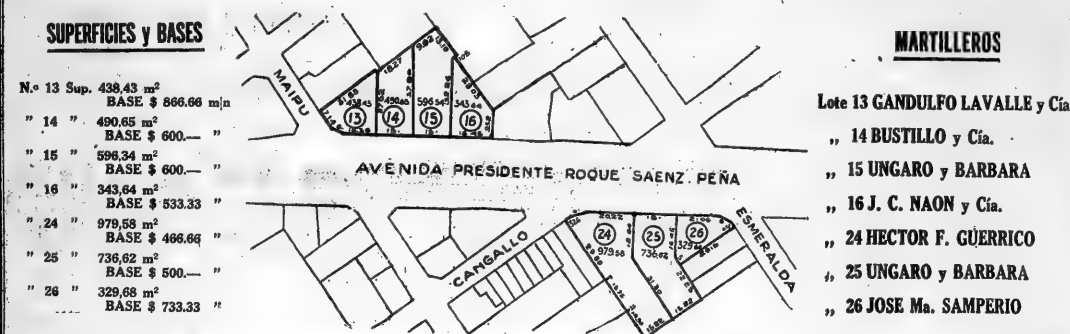 SUPERFICIES y BASES
N.º 13 Sup. 438,43 m²
BASE $ 866.66 m|n
" 14 " 490,65 m²
BASE $ 600.— "
" 15 " 596,34 m²
BASE $ 600.— "
" 16 " 343,64 m²
BASE $ 533.33 "
" 24 " 979,58 m²
BASE $ 466.66 "
" 25 " 736,62 m²
BASE $ 500.— "
" 26 " 329,68 m²
BASE $ 733.33 "
MAIPU
13
14
15
16
AVENIDA PRESIDENTE ROQUE SAENZ PEÑA
CANGALLO
24
979.58
25
736,62
26
ESMERALDA
MARTILLEROS
Lote 13 GANDULFO LAVALLE y Cía
„ 14 BUSTILLO y Cía.
„ 15 UNGARO y BARBARA
„ 16 J. C. NAON y Cía.
„ 24 HECTOR F. GUERRICO
„ 25 UNGARO y BARBARA
„ 26 JOSE Ma. SAMPERIO